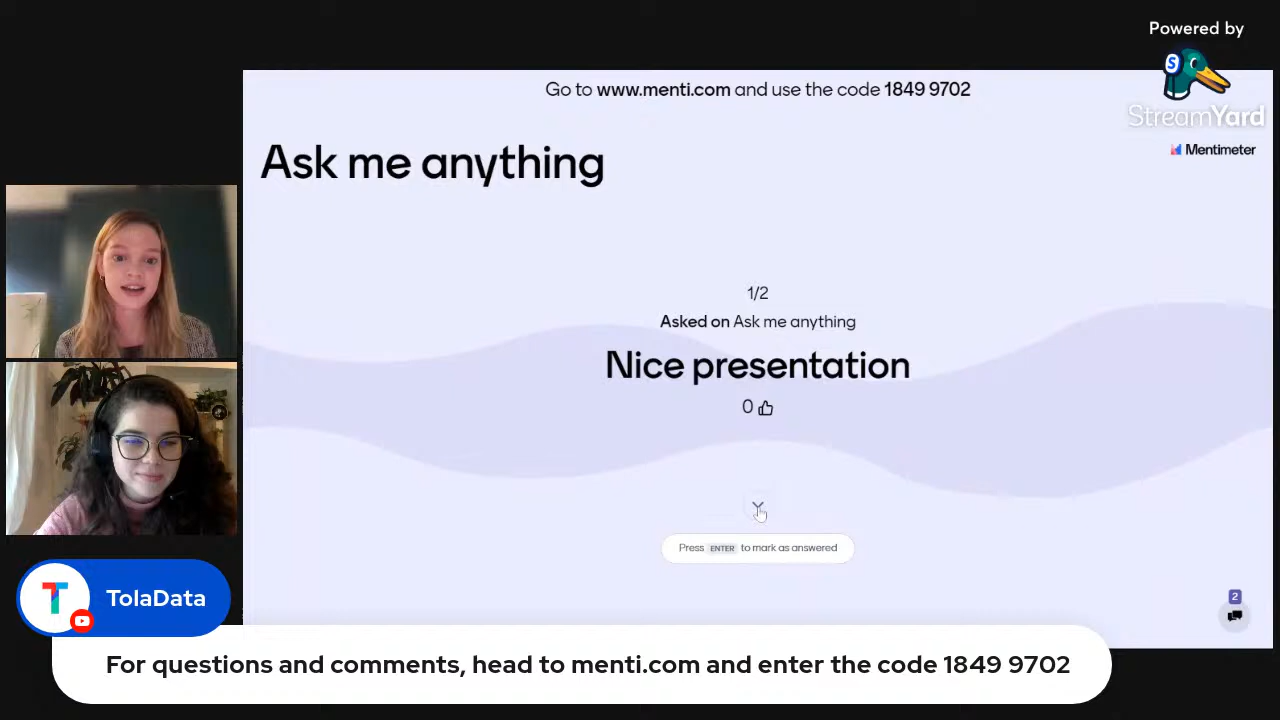 Powered by
StreamYard
Go to www.menti.com and use the code 1849 9702
Mentimeter
Ask me anything
1/2
Asked on Ask me anything
Nice presentation
0
Press ENTER to mark as answered
2
TolaData
For questions and comments, head to menti.com and enter the code 1849 9702